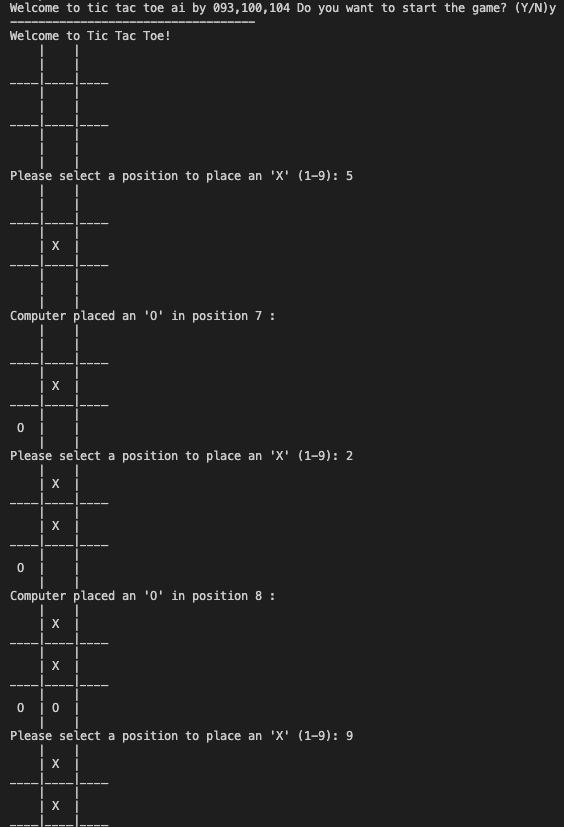 Welcome to tic tac toe ai by 093,100,104 Do you want to start the game? (Y/N)y
-----------------------------------
Welcome to Tic Tac Toe!
    |    |
    |    |
----|----|----
    |    |
    |    |
----|----|----
    |    |
    |    |
Please select a position to place an 'X' (1-9): 5
    |    |
    |    |
----|----|----
    | X  |
----|----|----
    |    |
    |    |
Computer placed an 'O' in position 7 :
    |    |
    |    |
----|----|----
    | X  |
----|----|----
 O  |    |
    |    |
Please select a position to place an 'X' (1-9): 2
    | X  |
----|----|----
    | X  |
----|----|----
 O  |    |
    |    |
Computer placed an 'O' in position 8 :
    | X  |
----|----|----
    | X  |
----|----|----
 O  | O  |
    |    |
Please select a position to place an 'X' (1-9): 9
    | X  |
----|----|----
    | X  |
----|----|----